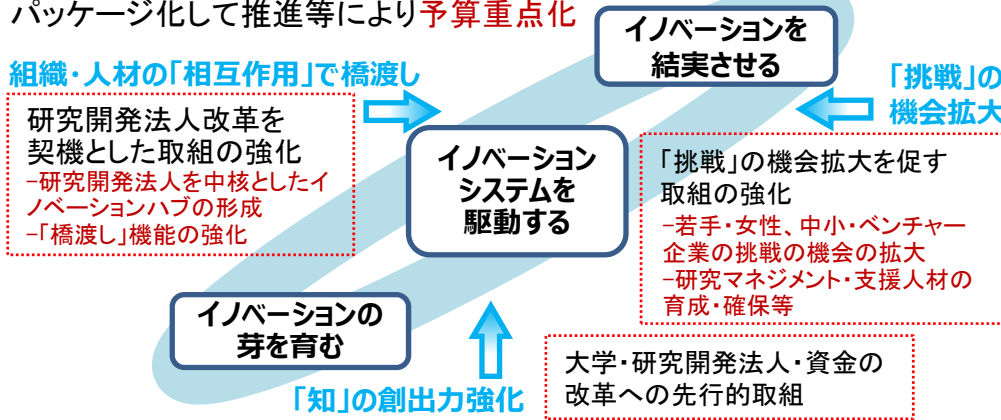 パッケージ化して推進等により予算重点化
イノベーションを
結実させる
組織・人材の「相互作用」で橋渡し
「挑戦」の
機会拡大
研究開発法人改革を
契機とした取組の強化
-研究開発法人を中核としたイ
ノベーションハブの形成
-「橋渡し」機能の強化
イノベーション
システムを
駆動する
「挑戦」の機会拡大を促す
取組の強化
-若手・女性、中小・ベンチャー
企業の挑戦の機会の拡大
-研究マネジメント・支援人材の
育成・確保等
イノベーションの
芽を育む
「知」の創出力強化
大学・研究開発法人・資金の
改革への先行的取組